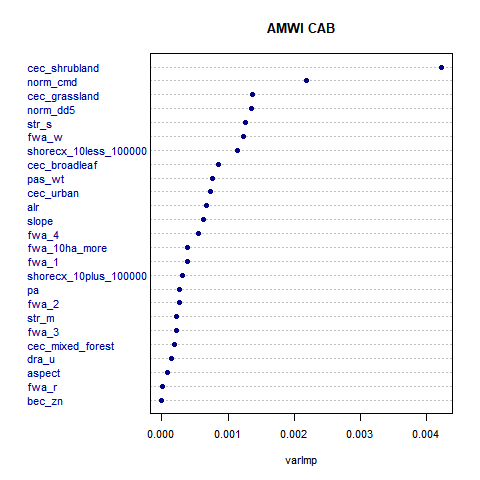 AMWI CAB
cec_shrubland
norm_cmd
cec_grassland
norm_dd5
str_s
fwa_w
shorecx_10less_100000
cec_broadleaf
pas_wt
cec_urban
alr
slope
fwa_4
fwa_10ha_more
fwa_1
shorecx_10plus_100000
pa
fwa_2
str_m
fwa_3
cec_mixed_forest
dra_u
aspect
fwa_r
bec_zn
0.000 0.001 0.002 0.003 0.004
varImp